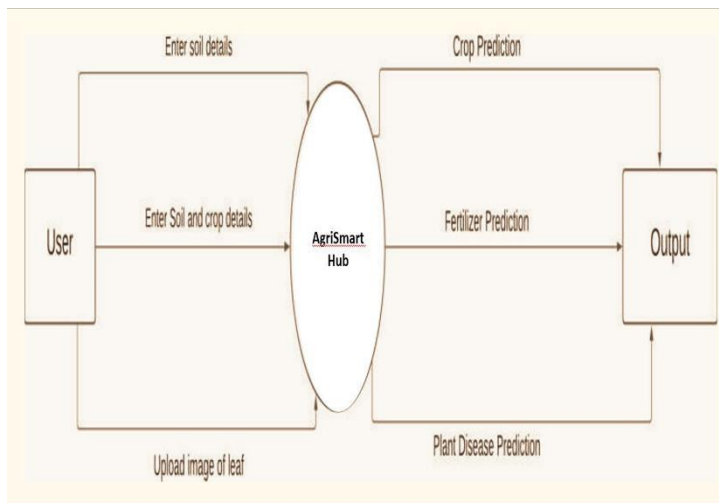 Enter soil details
Crop Prediction
User
Enter Soil and crop details
AgriSmart
Hub
Fertilizer Prediction
Output
Upload image of leaf
Plant Disease Prediction